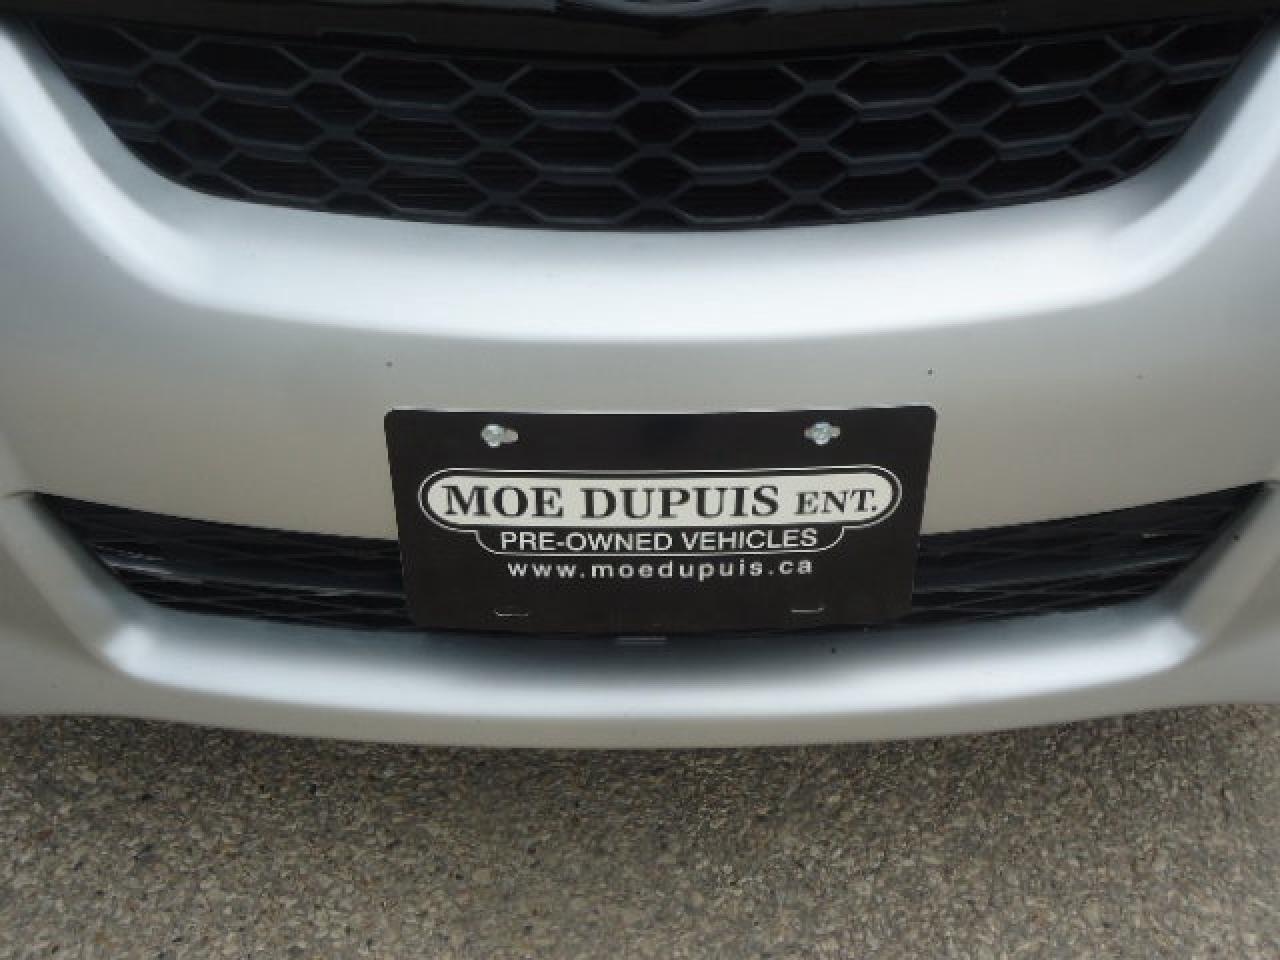 MOE DUPUIS ENT.
PRE-OWNED VEHICLES
www.moedupuis.ca